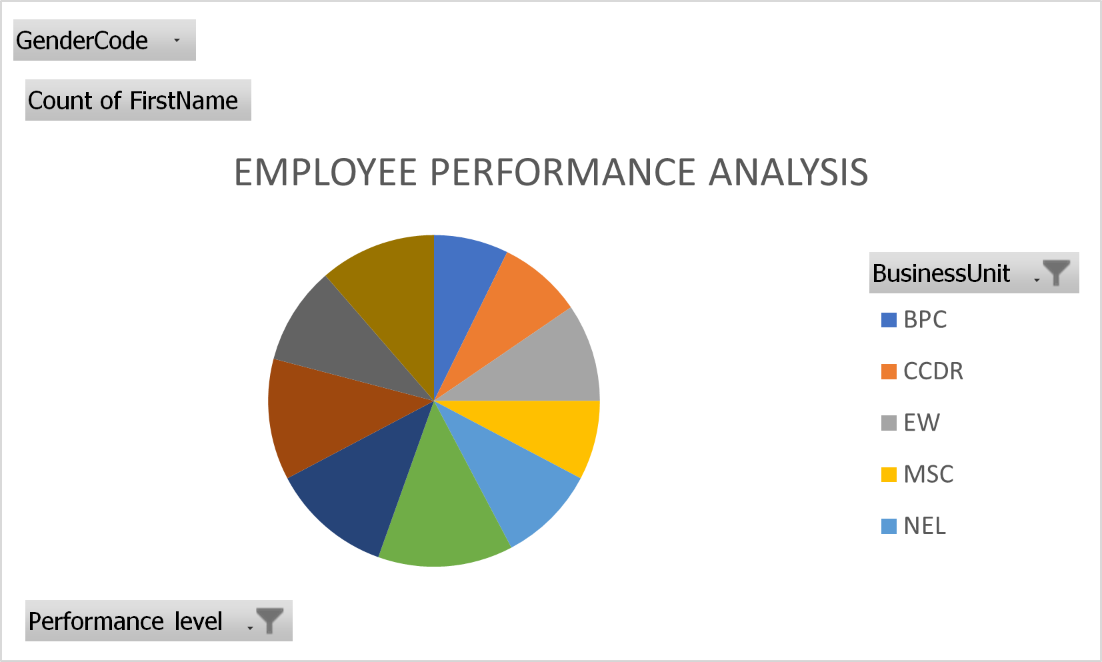 GenderCode
Count of FirstName
EMPLOYEE PERFORMANCE ANALYSIS
BusinessUnit
BPC
CCDR
EW
MSC
NEL
Performance level